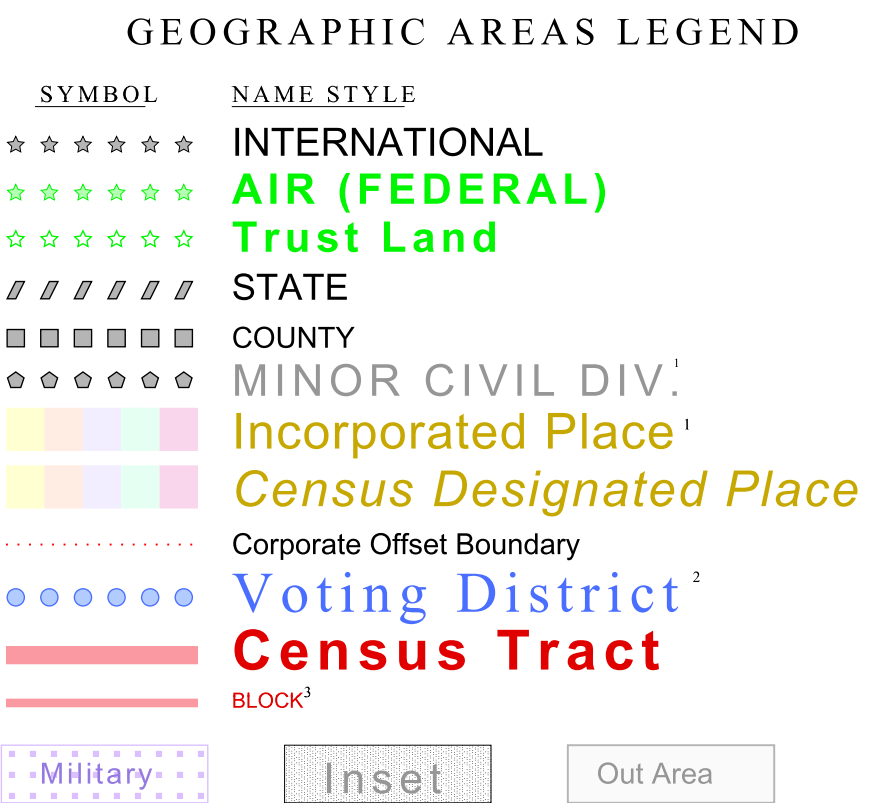 GEOGRAPHIC AREAS LEGEND
SYMBOL NAME STYLE
INTERNATIONAL
AIR (FEDERAL)
Trust Land
STATE
COUNTY
MINOR CIVIL DIV.¹
Incorporated Place ¹
Census Designated Place
Corporate Offset Boundary
Voting District ²
Census Tract
BLOCK³
Military Inset Out Area